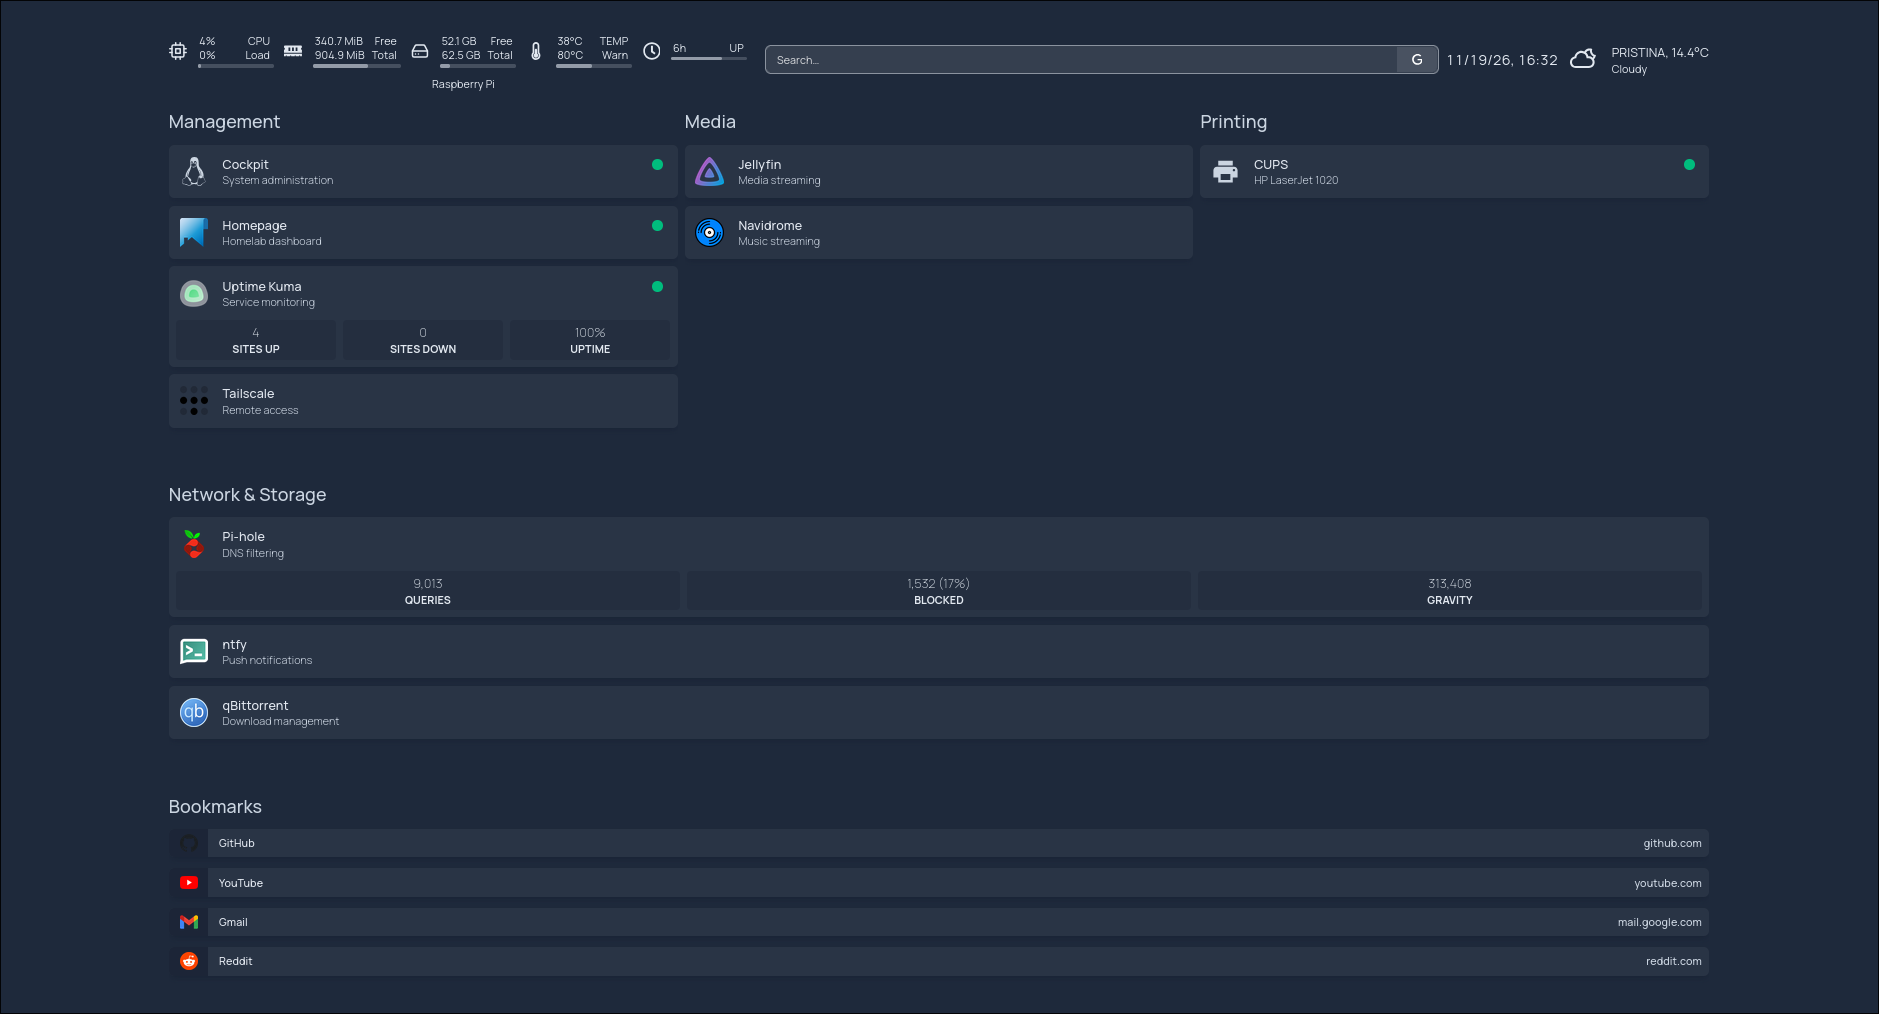 4% CPU
0% Load
340.7 MiB Free
904.9 MiB Total
52.1 GB Free
62.5 GB Total
38°C TEMP
80°C Warn
6h UP
Raspberry Pi
Search...
G
11/19/26, 16:32
PRISTINA, 14.4°C
Cloudy
Management
Cockpit
System administration
Homepage
Homelab dashboard
Uptime Kuma
Service monitoring
4
SITES UP
0
SITES DOWN
100%
UPTIME
Tailscale
Remote access
Media
Jellyfin
Media streaming
Navidrome
Music streaming
Printing
CUPS
HP LaserJet 1020
Network & Storage
Pi-hole
DNS filtering
9,013
QUERIES
1,532 (17%)
BLOCKED
313,408
GRAVITY
ntfy
Push notifications
qb
qBittorrent
Download management
Bookmarks
GitHub github.com
YouTube youtube.com
Gmail mail.google.com
Reddit reddit.com